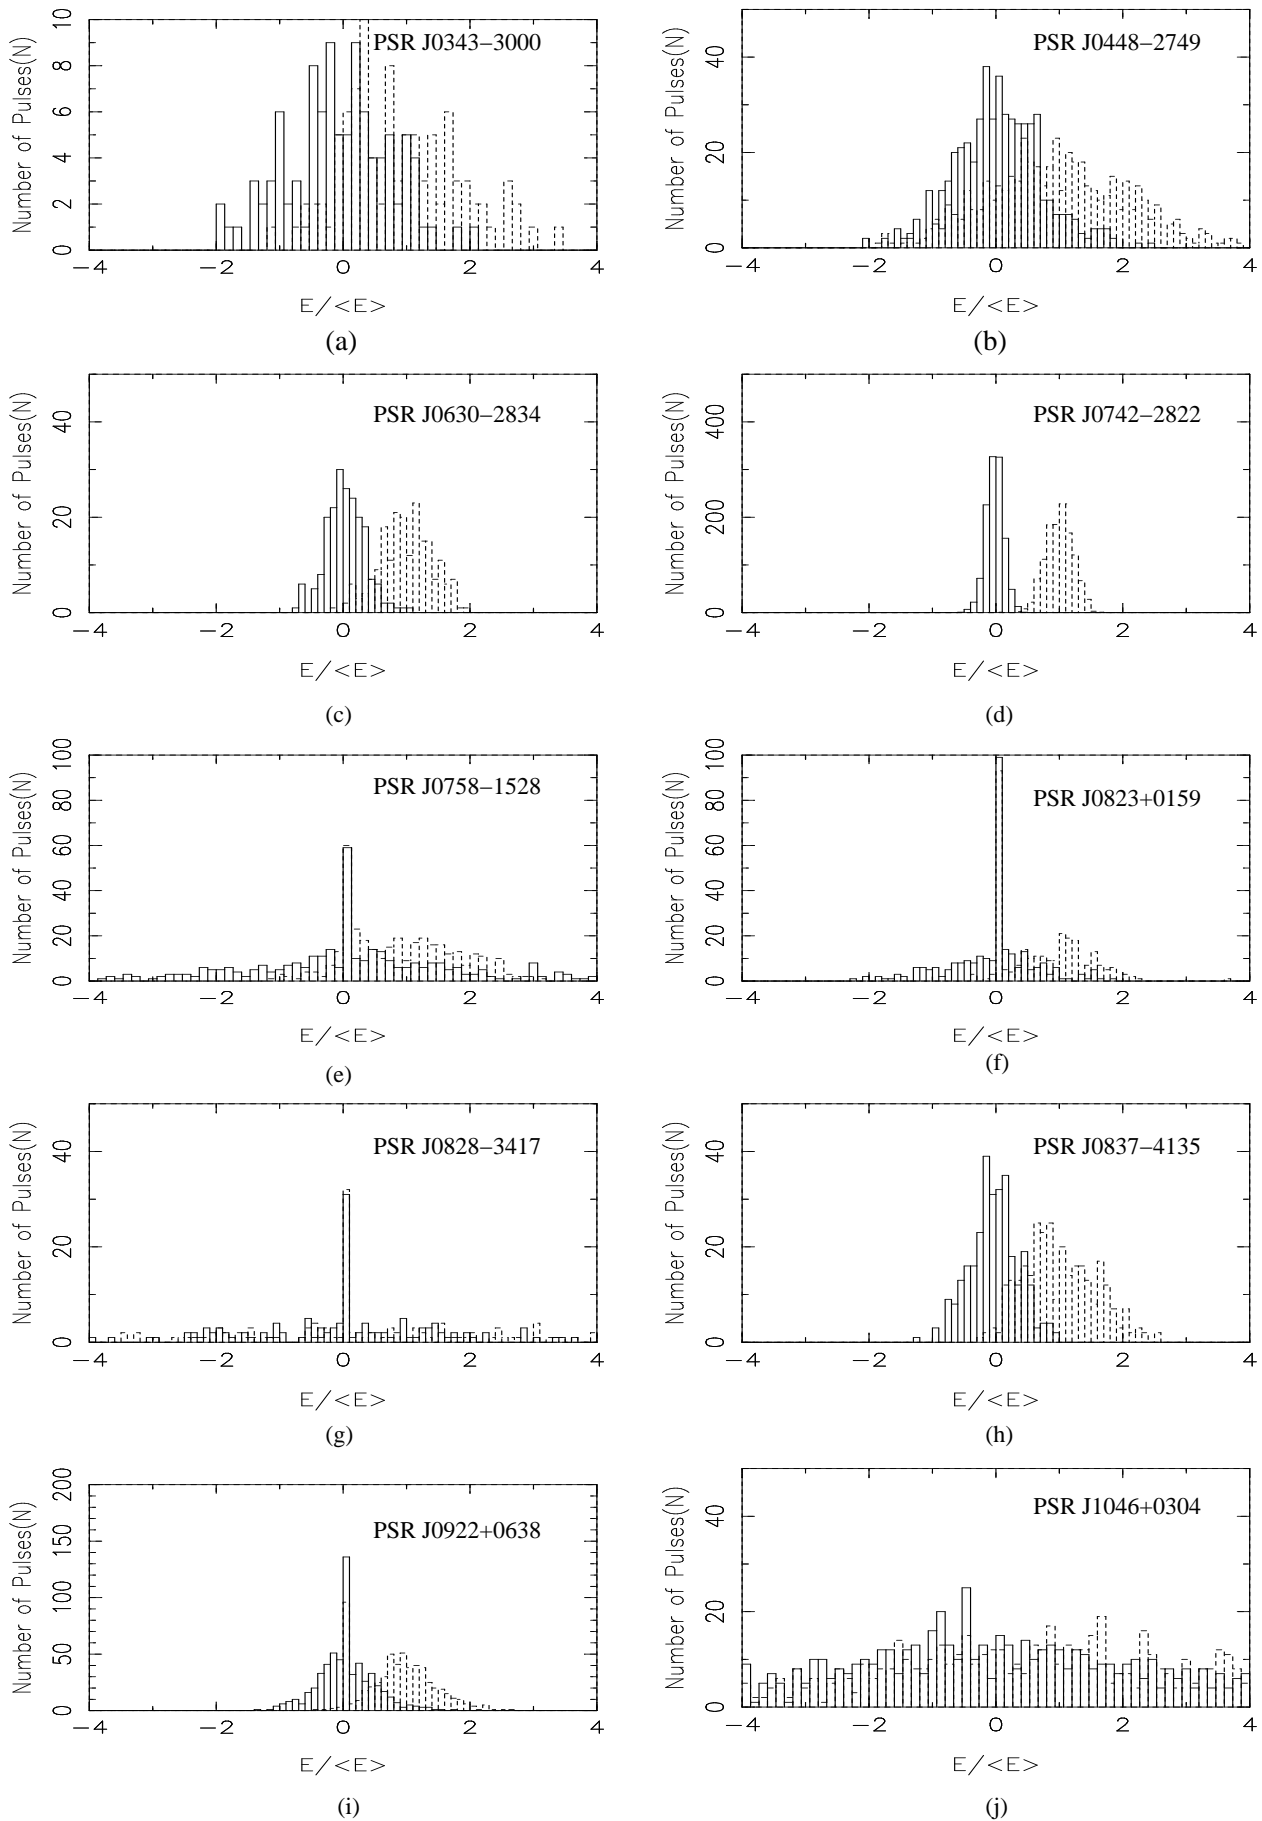 PSR J0343−3000
Number of Pulses(N)
10
8
6
4
2
0
−4 −2 0 2 4
E/<E>
(a)
PSR J0448−2749
Number of Pulses(N)
40
20
0
−4 −2 0 2 4
E/<E>
(b)
PSR J0630−2834
Number of Pulses(N)
40
20
0
−4 −2 0 2 4
E/<E>
(c)
PSR J0742−2822
Number of Pulses(N)
400
200
0
−4 −2 0 2 4
E/<E>
(d)
PSR J0758−1528
Number of Pulses(N)
100
80
60
40
20
0
−4 −2 0 2 4
E/<E>
(e)
PSR J0823+0159
Number of Pulses(N)
100
80
60
40
20
0
−4 −2 0 2 4
E/<E>
(f)
PSR J0828−3417
Number of Pulses(N)
40
20
0
−4 −2 0 2 4
E/<E>
(g)
PSR J0837−4135
Number of Pulses(N)
40
20
0
−4 −2 0 2 4
E/<E>
(h)
PSR J0922+0638
Number of Pulses(N)
200
150
100
50
0
−4 −2 0 2 4
E/<E>
(i)
PSR J1046+0304
Number of Pulses(N)
40
20
0
−4 −2 0 2 4
E/<E>
(j)